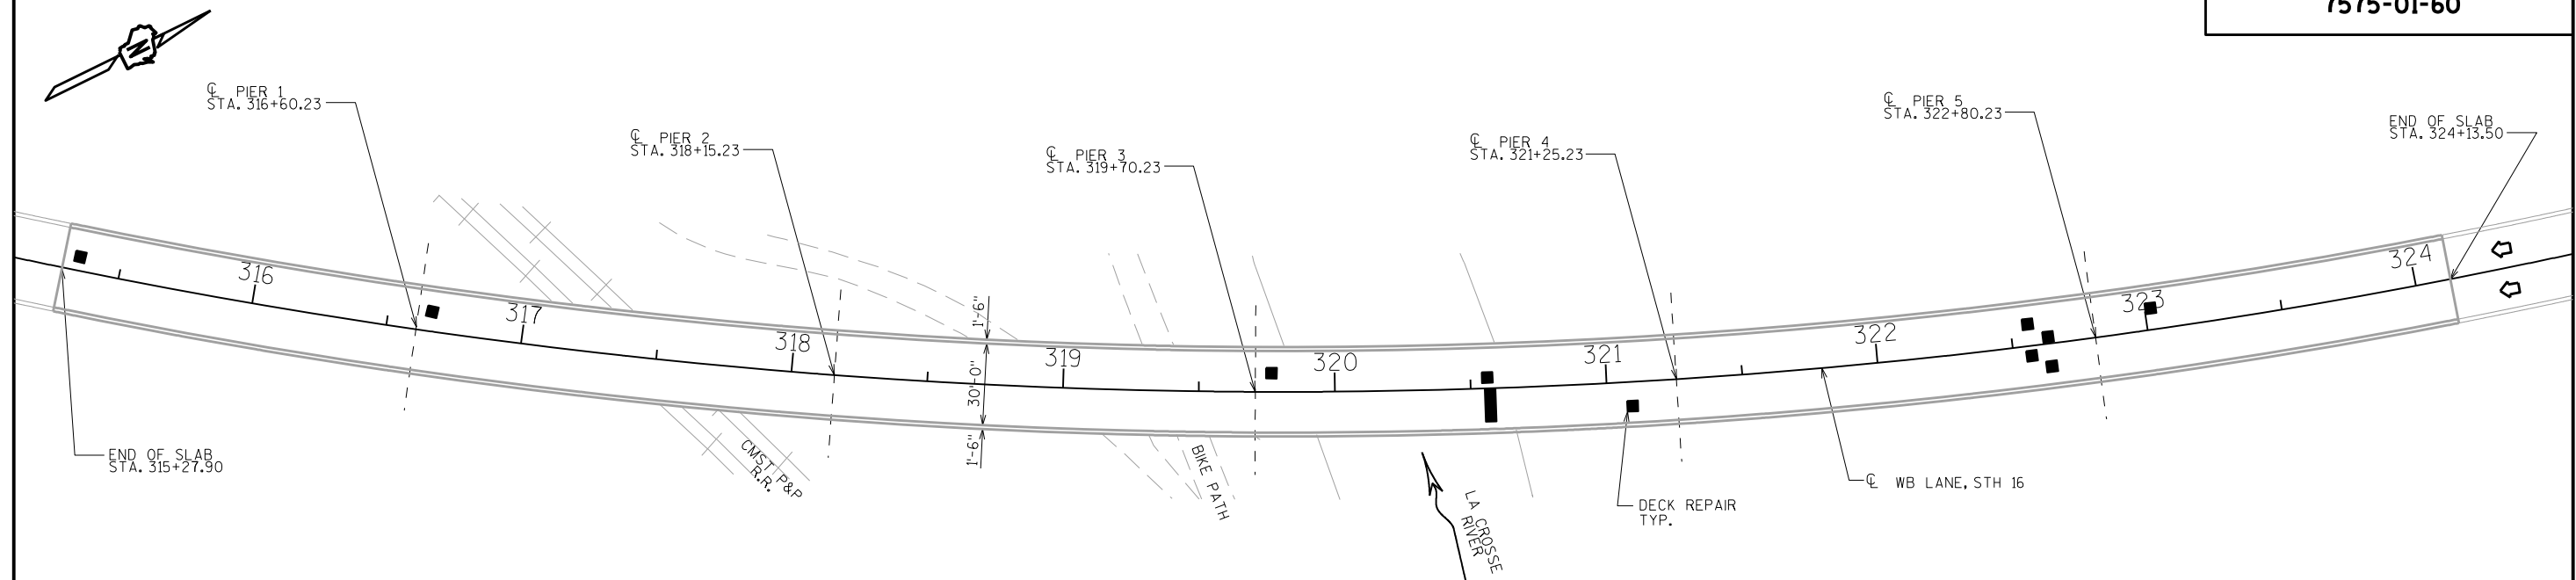 7575-01-60
N
℄ PIER 1
STA. 316+60.23
℄ PIER 2
STA. 318+15.23
℄ PIER 3
STA. 319+70.23
℄ PIER 4
STA. 321+25.23
℄ PIER 5
STA. 322+80.23
END OF SLAB
STA. 324+13.50
316
317
318
319
320
321
322
323
324
1'-6"
30'-0"
1'-6"
END OF SLAB
STA. 315+27.90
CMST P&P
R.R.
BIKE PATH
LA CROSSE
RIVER
DECK REPAIR
TYP.
℄ WB LANE, STH 16